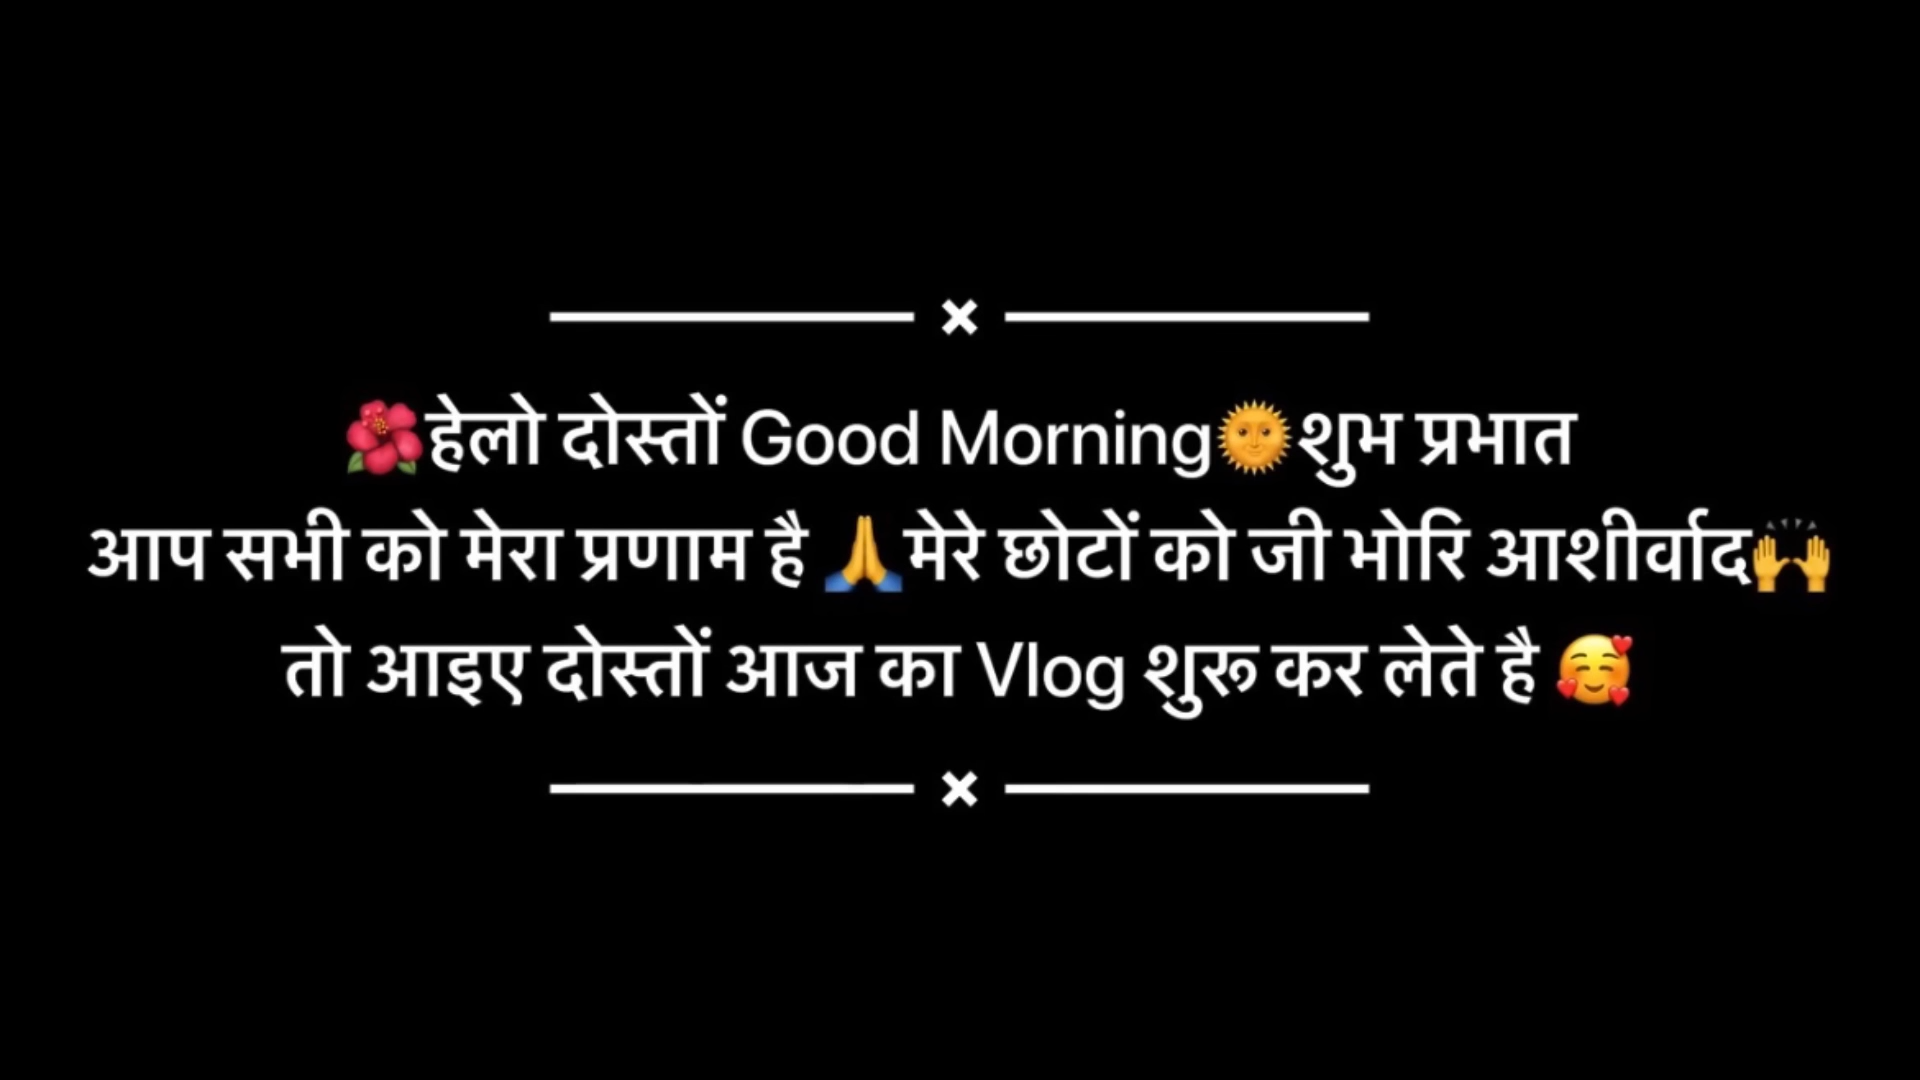 🌺हेलो दोस्तों Good Morning🌞शुभ प्रभात
आप सभी को मेरा प्रणाम है 🙏मेरे छोटों को जी भोरि आशीर्वाद🙌
तो आइए दोस्तों आज का Vlog शुरू कर लेते है 🥰